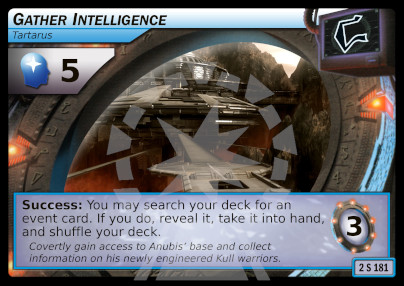 GATHER INTELLIGENCE
Tartarus
5
Success: You may search your deck for an
event card. If you do, reveal it, take it into hand,
and shuffle your deck.
3
Covertly gain access to Anubis' base and collect
information on his newly engineered Kull warriors.
2 S 181